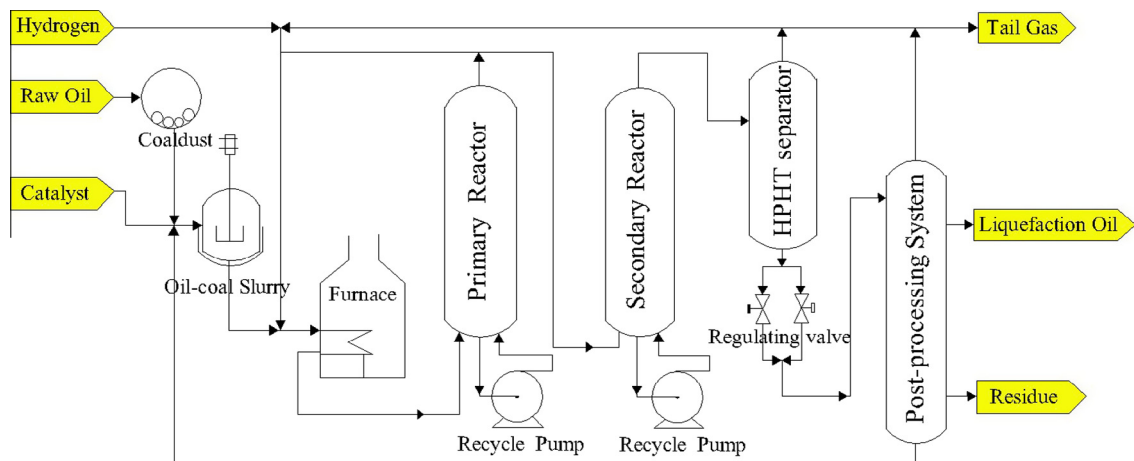 Hydrogen
Tail Gas
Raw Oil
Coaldust
Catalyst
Oil-coal Slurry
Furnace
Primary Reactor
Recycle Pump
Secondary Reactor
Recycle Pump
HPHT separator
Regulating valve
Post-processing System
Liquefaction Oil
Residue